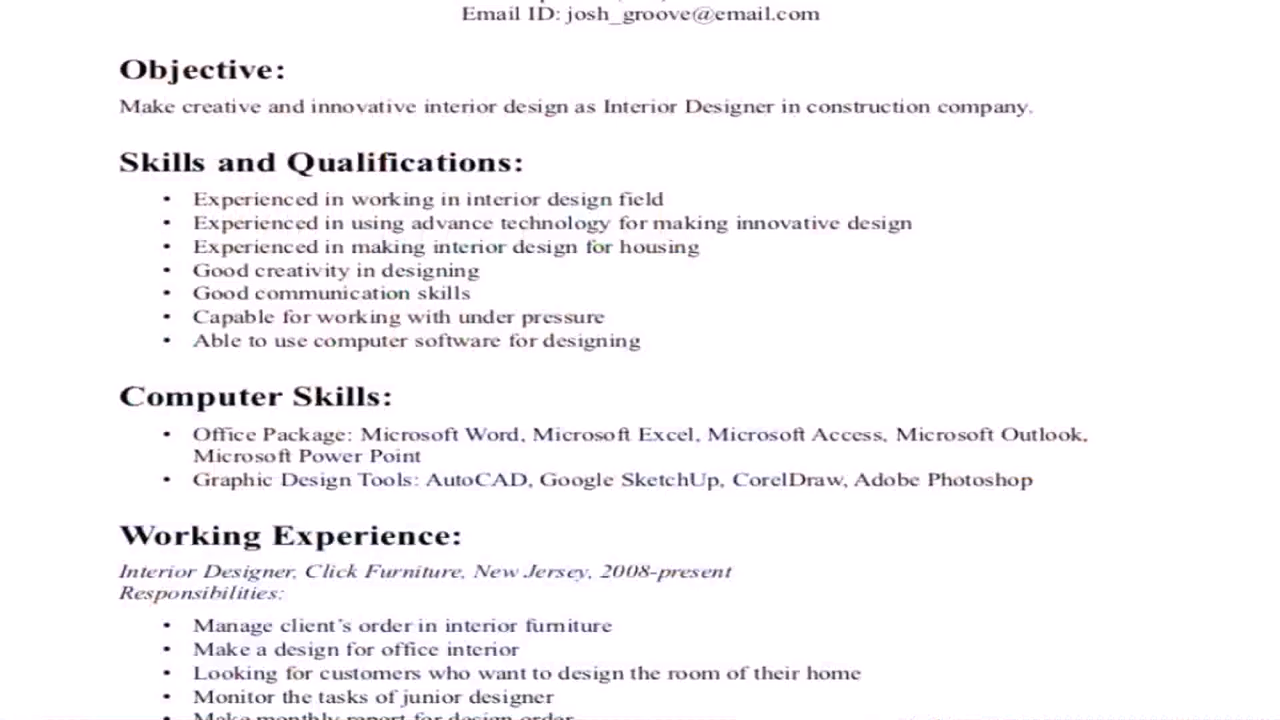 Email ID: josh_groove@email.com
Objective:
Make creative and innovative interior design as Interior Designer in construction company.
Skills and Qualifications:
• Experienced in working in interior design field
• Experienced in using advance technology for making innovative design
• Experienced in making interior design for housing
• Good creativity in designing
• Good communication skills
• Capable for working with under pressure
• Able to use computer software for designing
Computer Skills:
• Office Package: Microsoft Word, Microsoft Excel, Microsoft Access, Microsoft Outlook,
Microsoft Power Point
• Graphic Design Tools: AutoCAD, Google SketchUp, CorelDraw, Adobe Photoshop
Working Experience:
Interior Designer, Click Furniture, New Jersey, 2008-present
Responsibilities:
• Manage client's order in interior furniture
• Make a design for office interior
• Looking for customers who want to design the room of their home
• Monitor the tasks of junior designer
• Make monthly report for design order